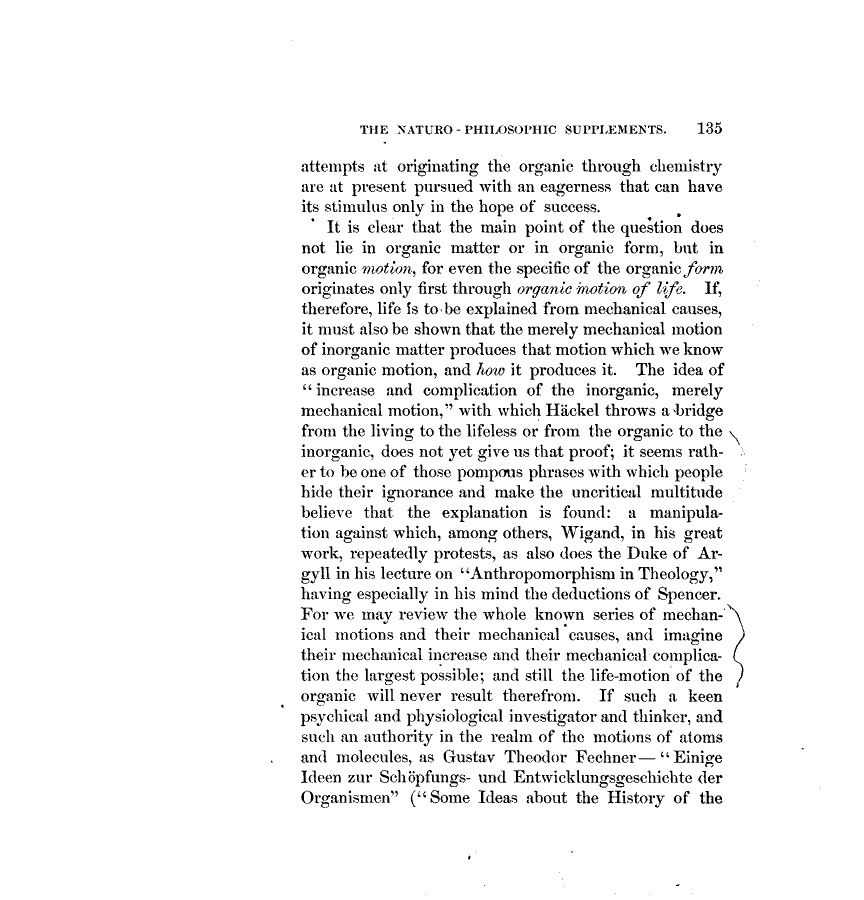 THE NATURO-PHILOSOPHIC SUPPLEMENTS. 135
attempts at originating the organic through chemistry
are at present pursued with an eagerness that can have
its stimulus only in the hope of success.
It is clear that the main point of the question does
not lie in organic matter or in organic form, but in
organic motion, for even the specific of the organic form
originates only first through organic motion of life. If,
therefore, life is to be explained from mechanical causes,
it must also be shown that the merely mechanical motion
of inorganic matter produces that motion which we know
as organic motion, and how it produces it. The idea of
“increase and complication of the inorganic, merely
mechanical motion,” with which Häckel throws a bridge
from the living to the lifeless or from the organic to the
inorganic, does not yet give us that proof; it seems rath-
er to be one of those pompous phrases with which people
hide their ignorance and make the uncritical multitude
believe that the explanation is found: a manipula-
tion against which, among others, Wigand, in his great
work, repeatedly protests, as also does the Duke of Ar-
gyll in his lecture on “Anthropomorphism in Theology,”
having especially in his mind the deductions of Spencer.
For we may review the whole known series of mechan-
ical motions and their mechanical causes, and imagine
their mechanical increase and their mechanical complica-
tion the largest possible; and still the life-motion of the
organic will never result therefrom. If such a keen
psychical and physiological investigator and thinker, and
such an authority in the realm of the motions of atoms
and molecules, as Gustav Theodor Fechner—“Einige
Ideen zur Schöpfungs- und Entwicklungsgeschichte der
Organismen” (“Some Ideas about the History of the